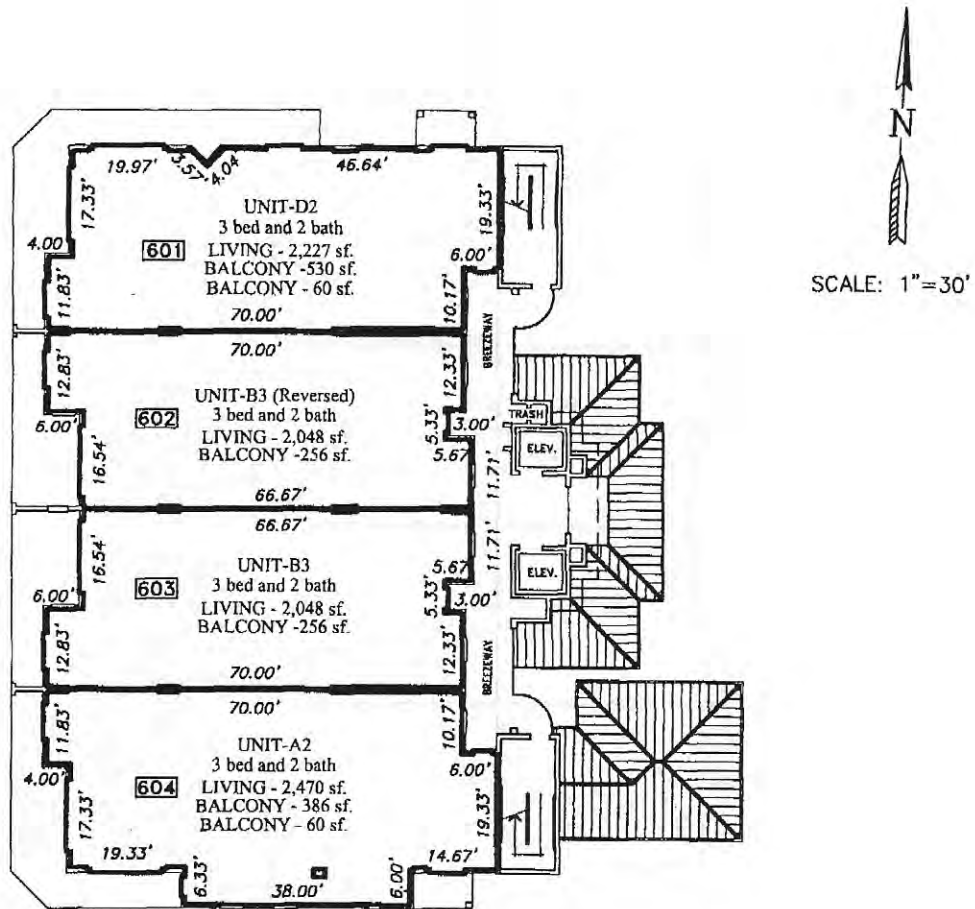 N
SCALE: 1"=30'
19.97'
3.57'
4.04
46.64'
17.33'
19.33'
UNIT-D2
3 bed and 2 bath
601
LIVING - 2,227 sf.
BALCONY -530 sf.
BALCONY - 60 sf.
4.00'
6.00'
11.83'
10.17'
70.00'
BREEZEWAY
70.00'
12.83'
12.33'
UNIT-B3 (Reversed)
3 bed and 2 bath
602
LIVING - 2,048 sf.
BALCONY -256 sf.
6.00'
5.33'
3.00'
TRASH
ELEV.
5.67
16.54'
11.71'
66.67'
66.67'
16.54'
11.71'
UNIT-B3
3 bed and 2 bath
603
LIVING - 2,048 sf.
BALCONY -256 sf.
5.67
ELEV.
6.00'
5.33'
3.00'
12.83'
12.33'
BREEZEWAY
70.00'
70.00'
11.83'
10.17'
UNIT-A2
3 bed and 2 bath
604
LIVING - 2,470 sf.
BALCONY - 386 sf.
BALCONY - 60 sf.
4.00'
6.00'
17.33'
19.33'
19.33'
14.67'
6.33'
38.00'
6.00'